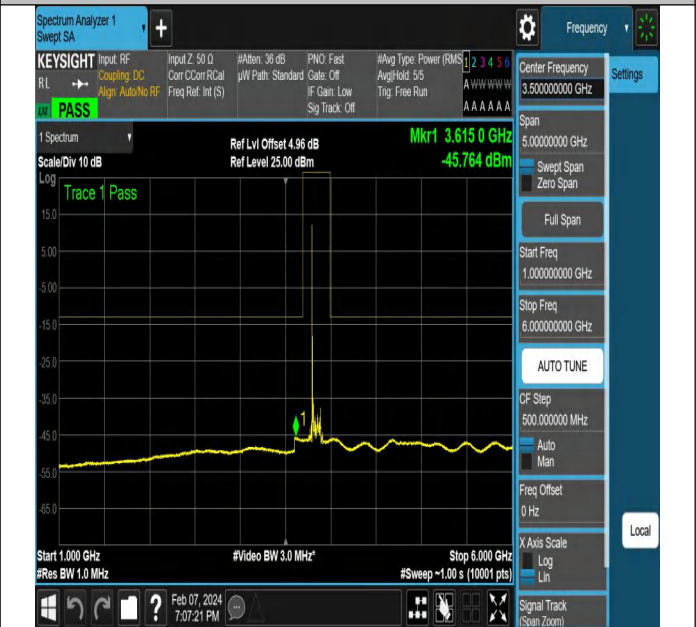 Spectrum Analyzer 1
Swept SA
Frequency
KEYSIGHT
RL
PASS
Input: RF
Coupling: DC
Align: Auto/No RF
Input Z: 50 Ω
Corr CCorr RCal
Freq Ref: Int (S)
#Atten: 36 dB
µW Path: Standard
PNO: Fast
Gate: Off
IF Gain: Low
Sig Track: Off
#Avg Type: Power (RMS
Avg|Hold: 5/5
Trig: Free Run
1 2 3 4 5 6
A W W W W W
A A A A A A
1 Spectrum
Scale/Div 10 dB
Ref Lvl Offset 4.96 dB
Ref Level 25.00 dBm
Mkr1 3.615 0 GHz
-45.764 dBm
Log
Trace 1 Pass
15.0
5.00
-5.00
-15.0
-25.0
-35.0
-45.0
-55.0
-65.0
1
Start 1.000 GHz
#Res BW 1.0 MHz
#Video BW 3.0 MHz*
Stop 6.000 GHz
#Sweep ~1.00 s (10001 pts)
Feb 07, 2024
7:07:21 PM
Center Frequency
3.500000000 GHz
Settings
Span
5.00000000 GHz
Swept Span
Zero Span
Full Span
Start Freq
1.000000000 GHz
Stop Freq
6.000000000 GHz
AUTO TUNE
CF Step
500.000000 MHz
Auto
Man
Freq Offset
0 Hz
Local
X Axis Scale
Log
Lin
Signal Track
(Span Zoom)